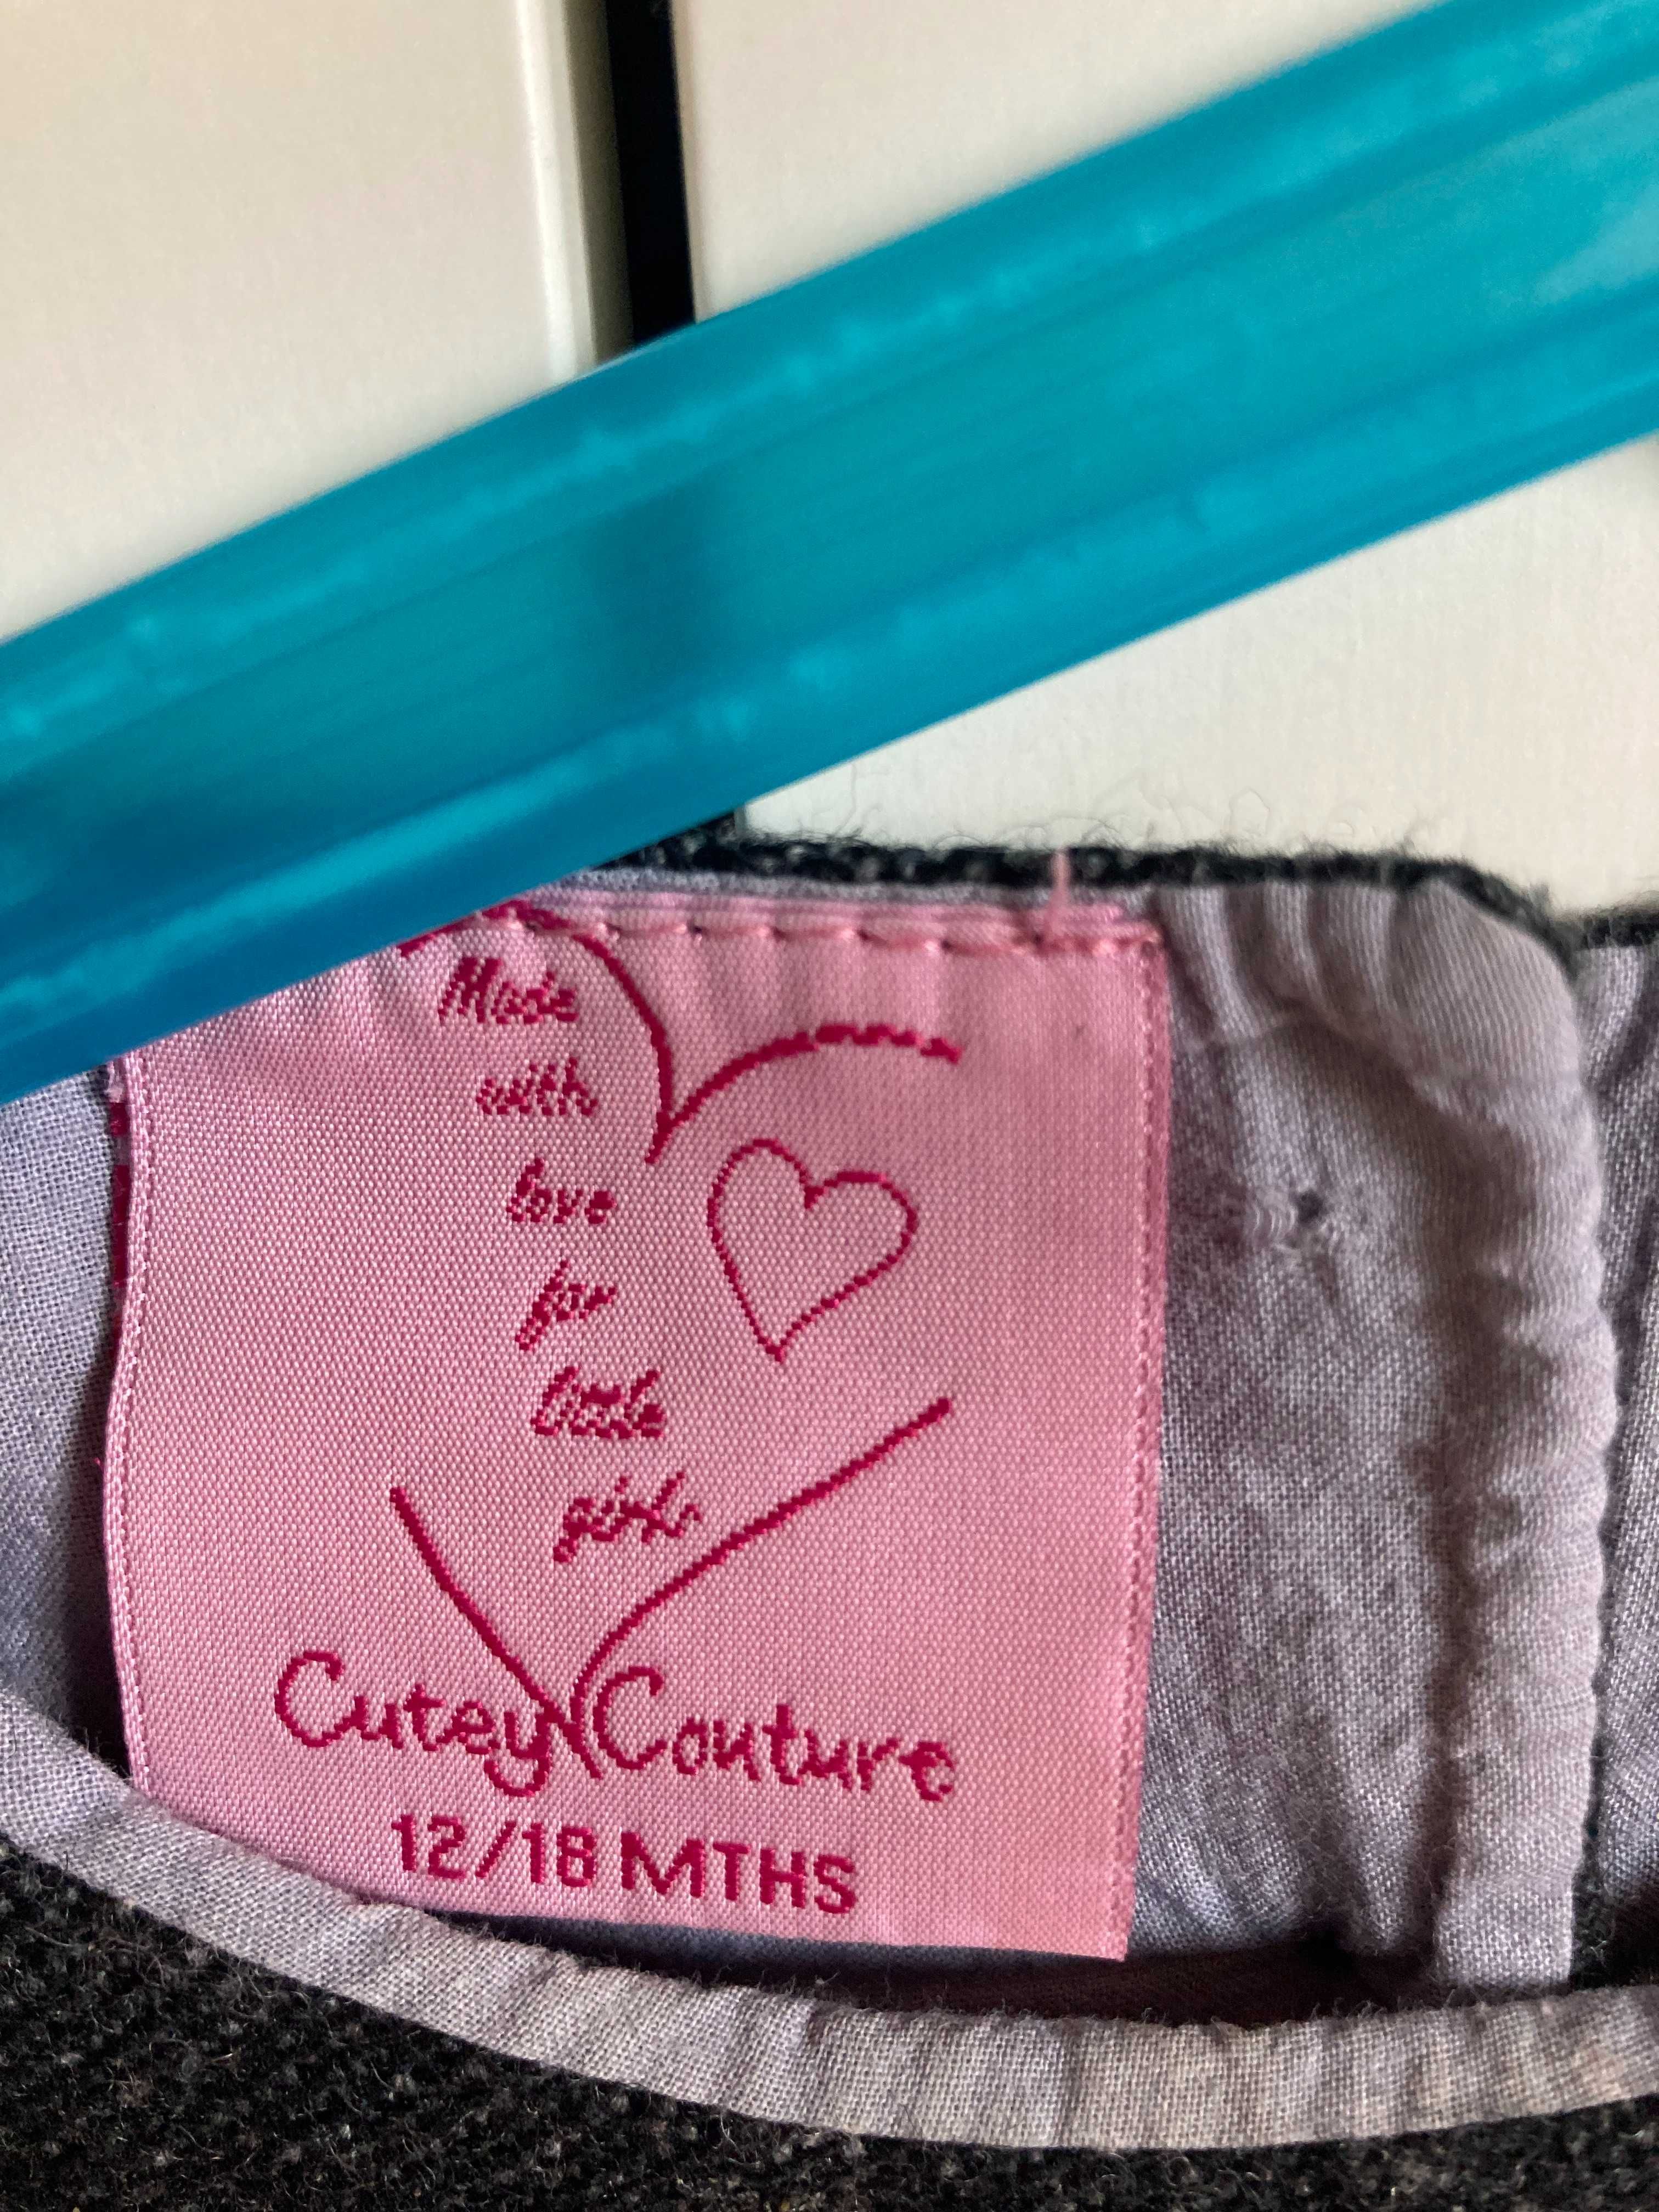 Made
with
love
for
little
girls
Cutey Couture
12/18 MTHS